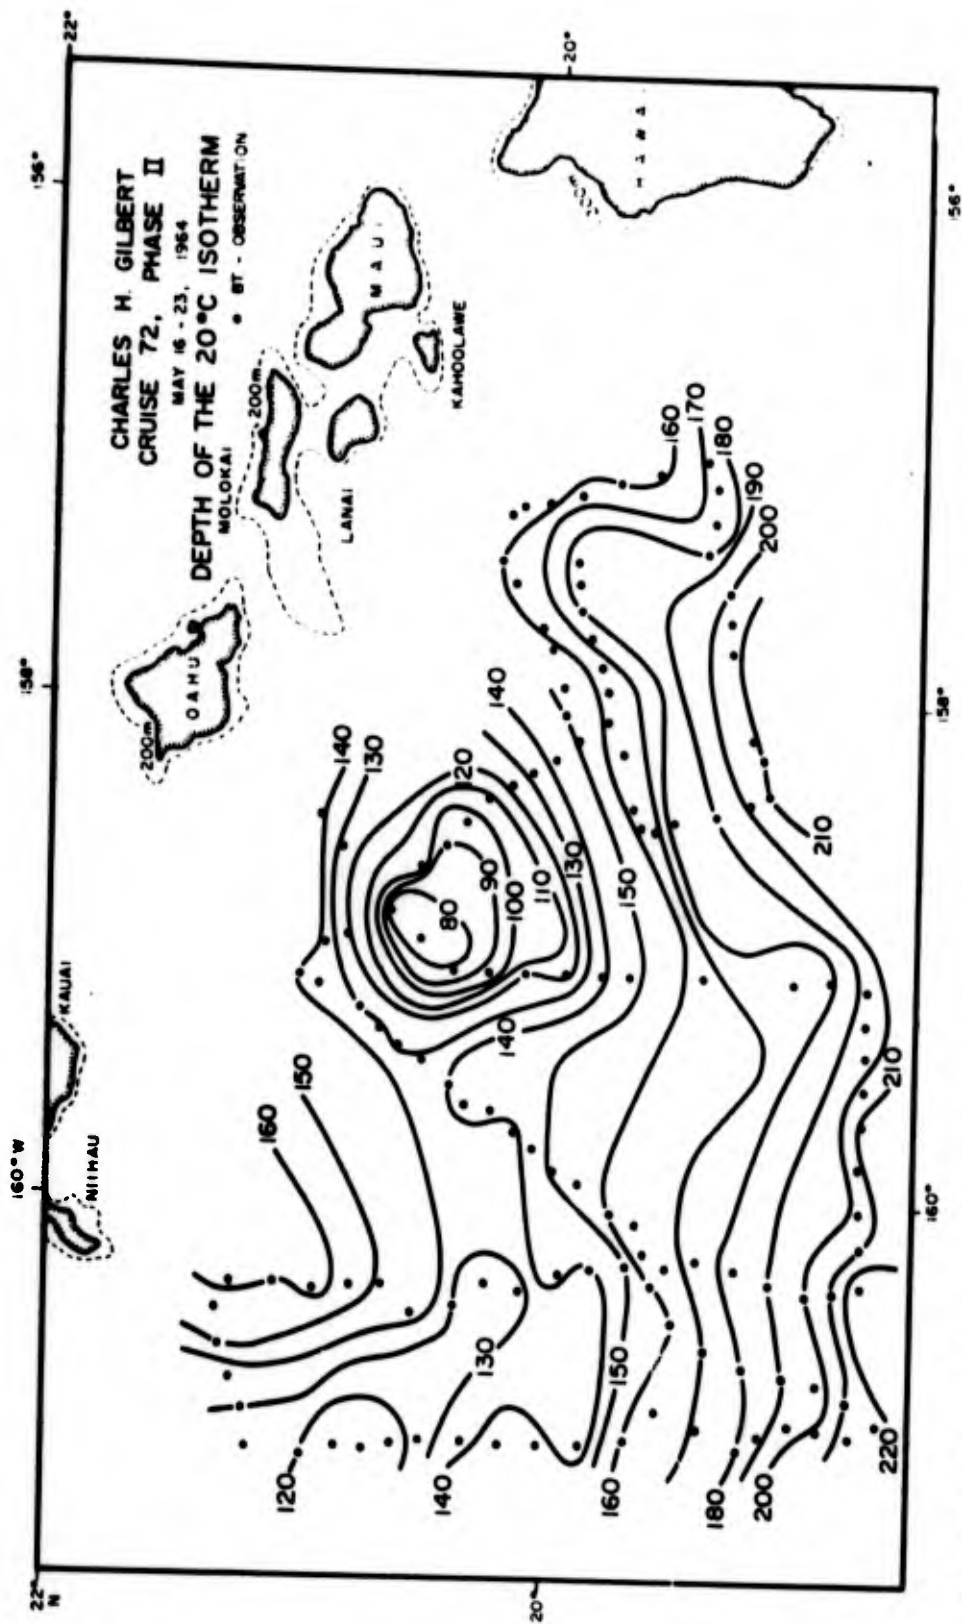 CHARLES H. GILBERT
CRUISE 72, PHASE II
MAY 16 - 23, 1964
DEPTH OF THE 20°C ISOTHERM
• BT - OBSERVATION
22°
20°
156°
158°
160° W
22°
N
20°
160°
158°
156°
NIIHAU
KAUAI
OAHU
200m
MOLOKAI
200m
LANAI
MAUI
KAHOOLAWE
HAWA
140
130
120
140
160
150
80
90
100
110
130
150
140
160
170
180
190
200
210
210
120
140
130
150
160
180
200
220